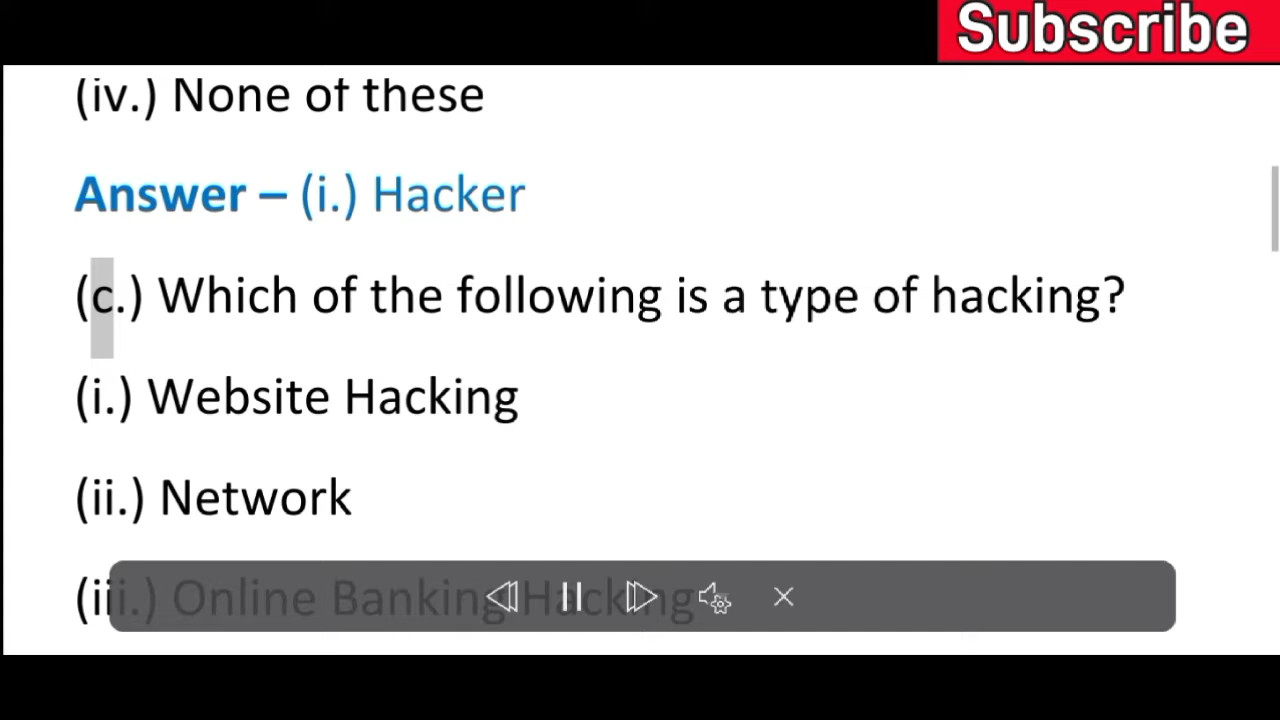 Subscribe
(iv.) None of these
Answer – (i.) Hacker
(c.) Which of the following is a type of hacking?
(i.) Website Hacking
(ii.) Network
(iii.) Online Banking Hacking